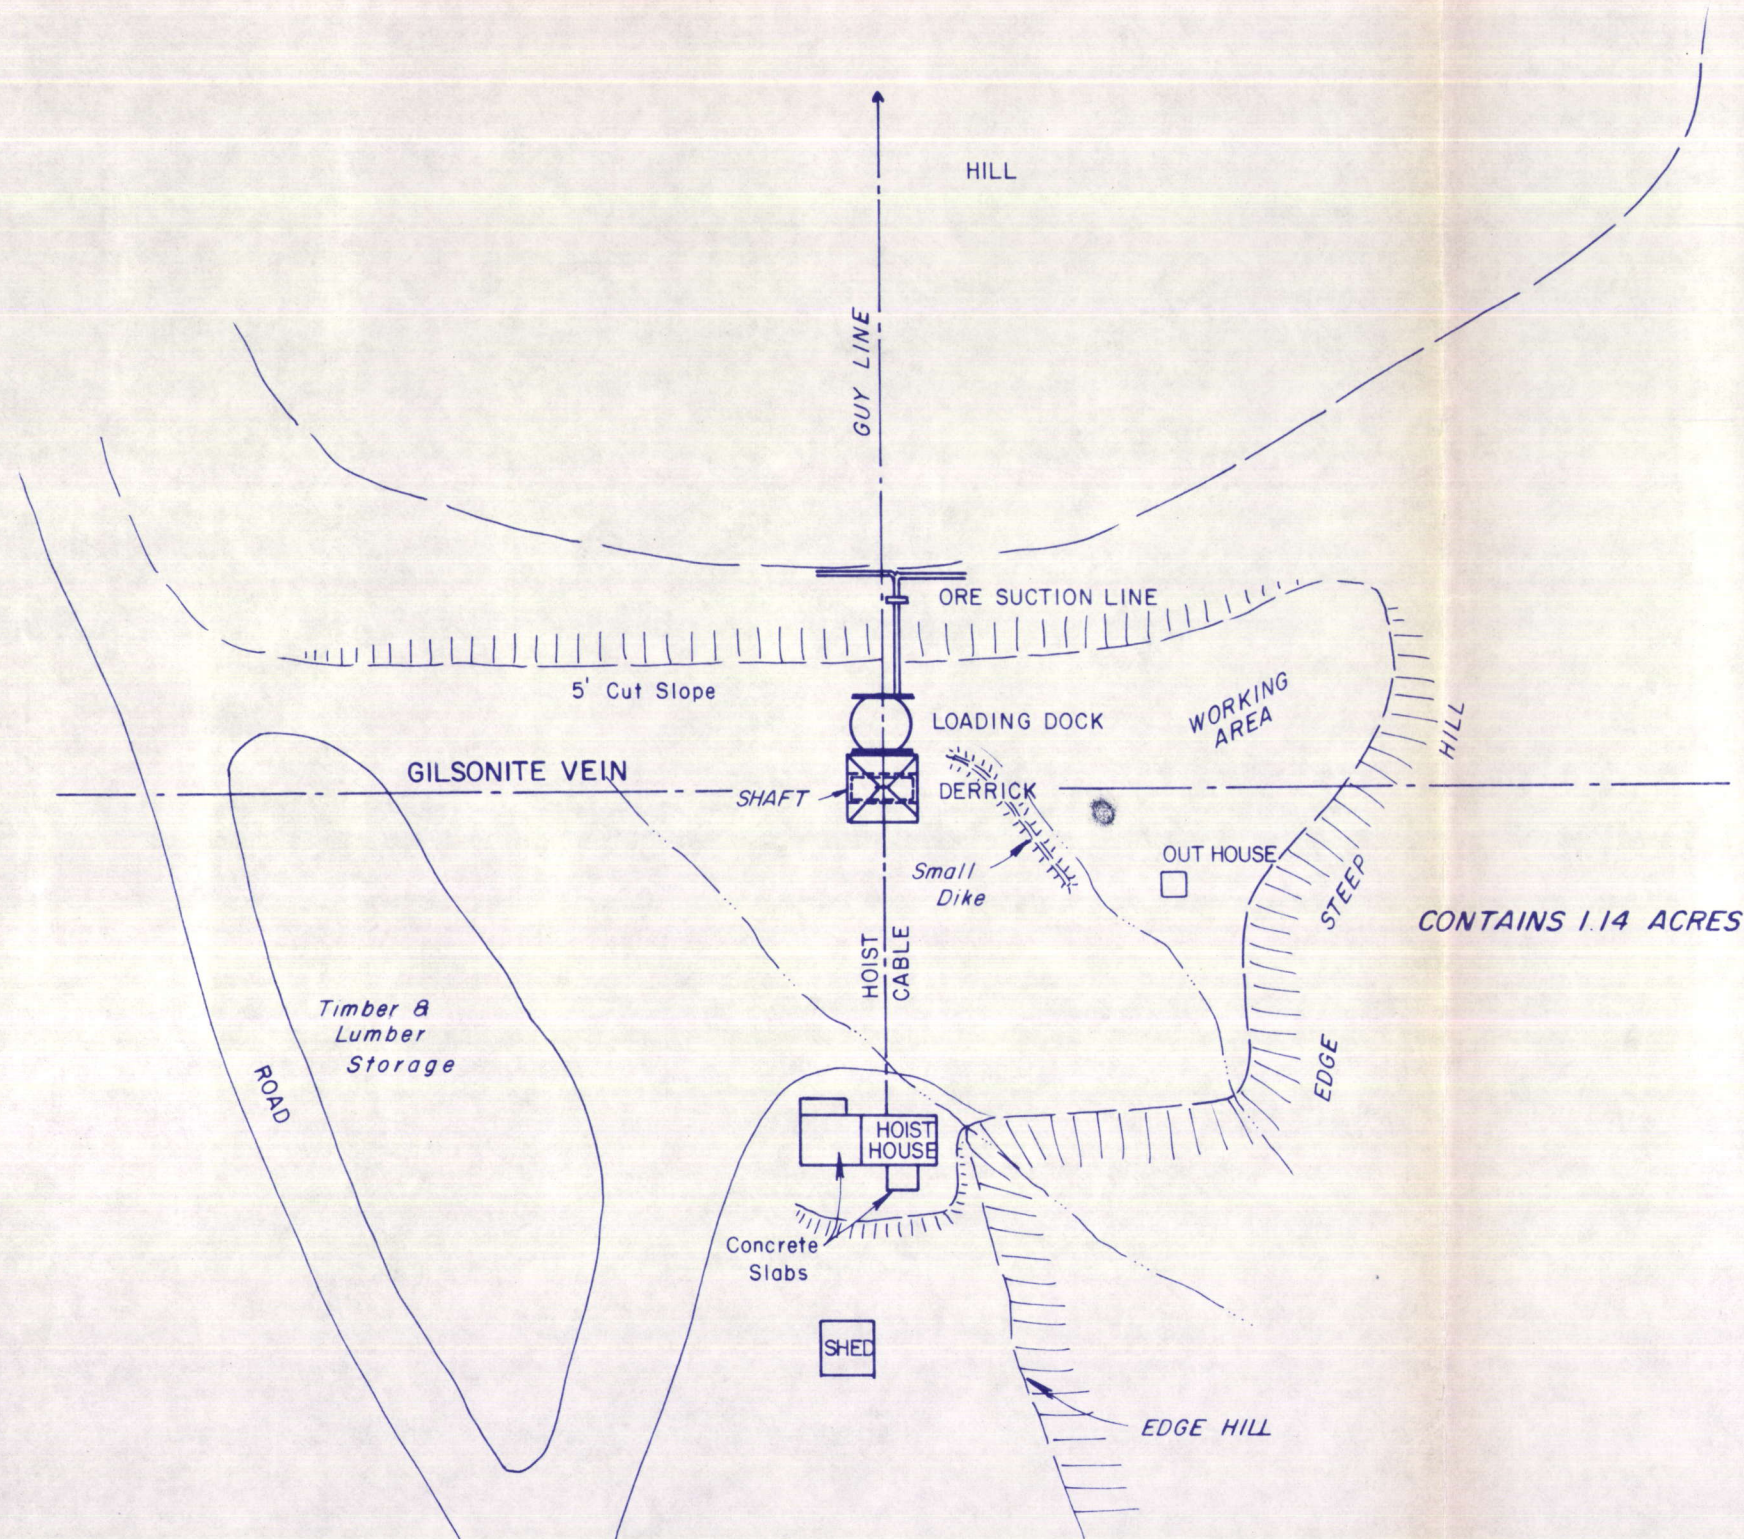 HILL
GUY LINE
ORE SUCTION LINE
5' Cut Slope
LOADING DOCK
WORKING
AREA
HILL
GILSONITE VEIN
SHAFT
DERRICK
Small
Dike
OUT HOUSE
STEEP
CONTAINS 1.14 ACRES
HOIST
CABLE
Timber &
Lumber
Storage
ROAD
EDGE
HOIST
HOUSE
Concrete
Slabs
SHED
EDGE HILL